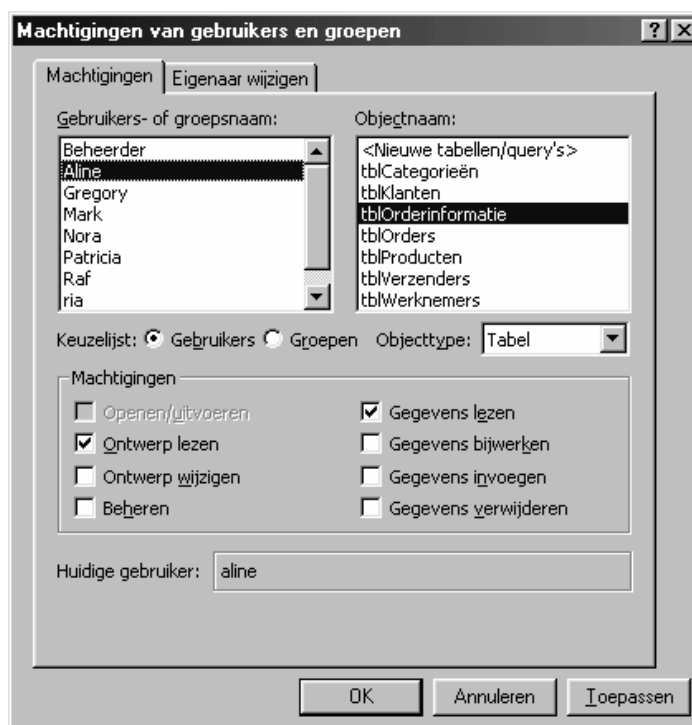 Machtigingen van gebruikers en groepen
Machtigingen
Eigenaar wijzigen
Gebruikers- of groepsnaam:
Beheerder
Aline
Gregory
Mark
Nora
Patricia
Raf
ria
Objectnaam:
<Nieuwe tabellen/query's>
tblCategorieën
tblKlanten
tblOrderinformatie
tblOrders
tblProducten
tblVerzenders
tblWerknemers
Keuzelijst: Gebruikers Groepen Objecttype: Tabel
Machtigingen
Openen/uitvoeren
Ontwerp lezen
Ontwerp wijzigen
Beheren
Gegevens lezen
Gegevens bijwerken
Gegevens invoegen
Gegevens verwijderen
Huidige gebruiker: aline
OK Annuleren Toepassen